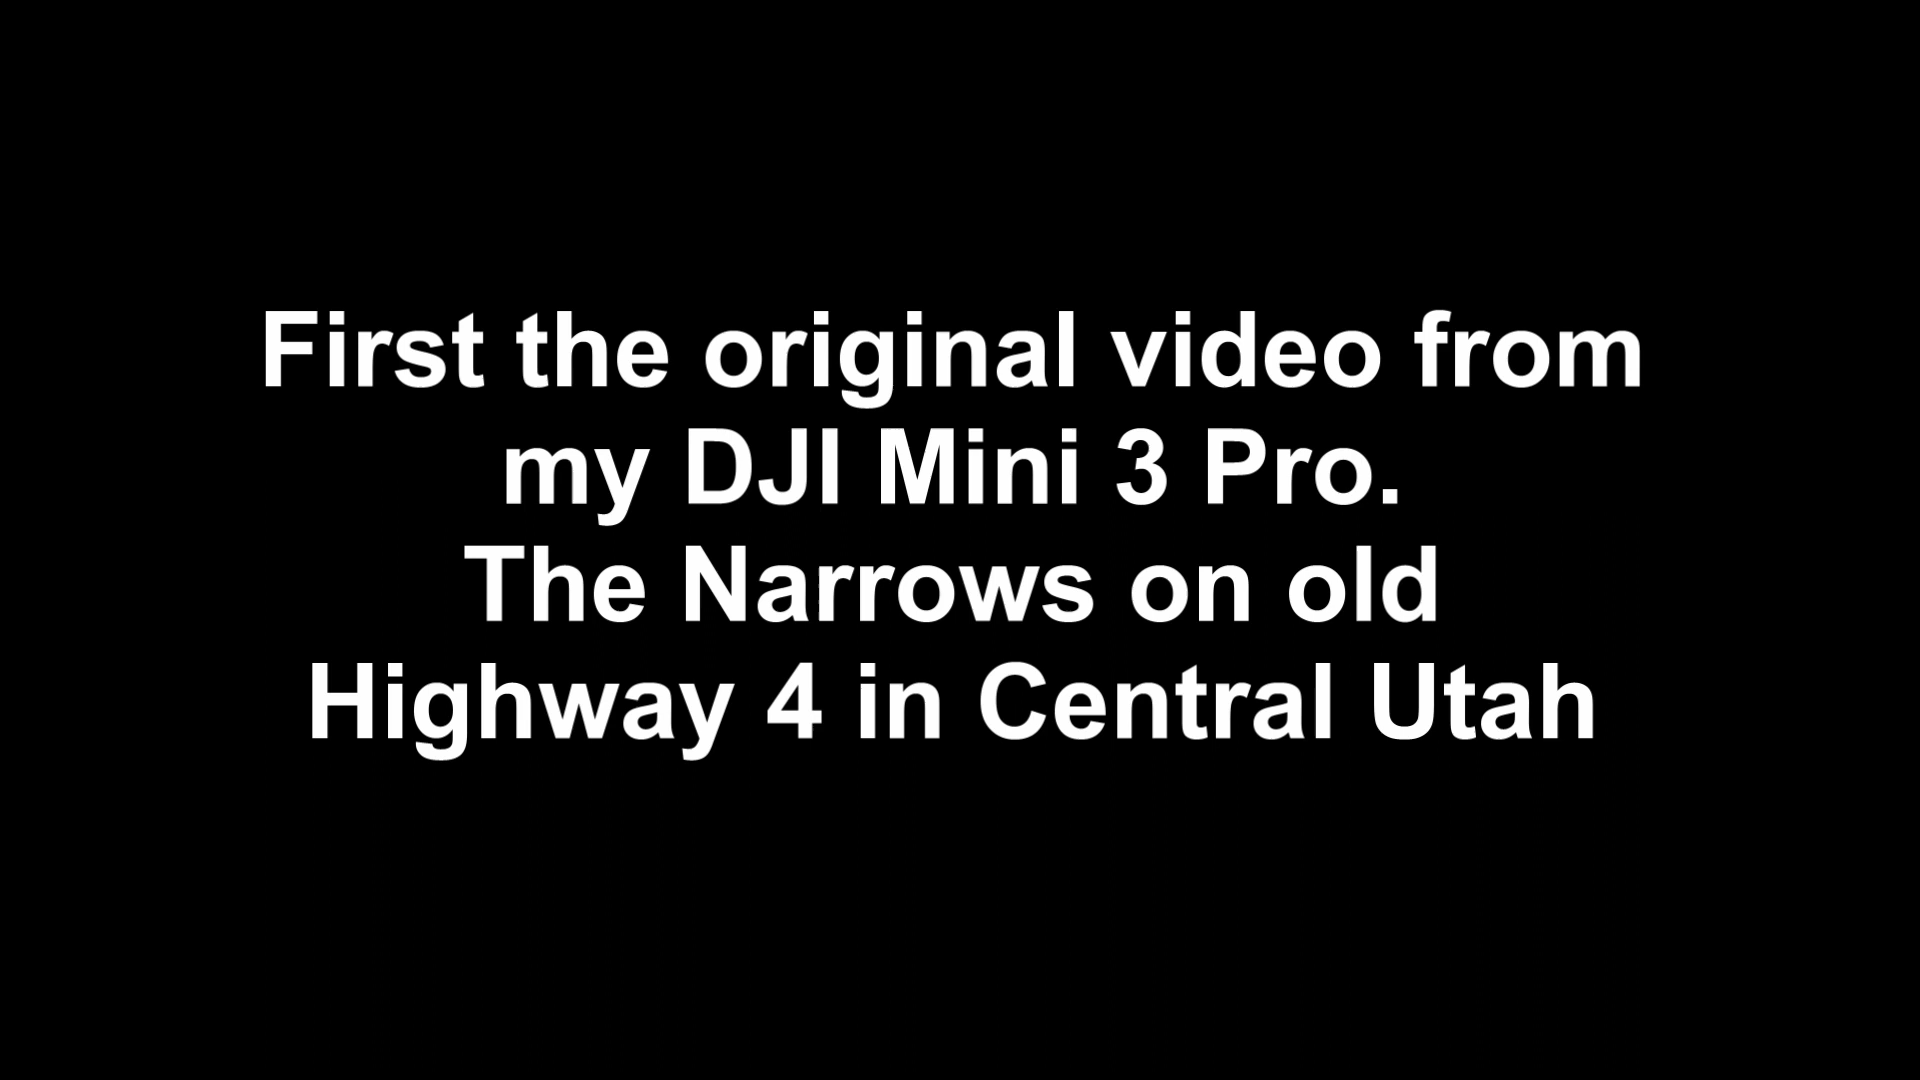 First the original video from
my DJI Mini 3 Pro.
The Narrows on old
Highway 4 in Central Utah